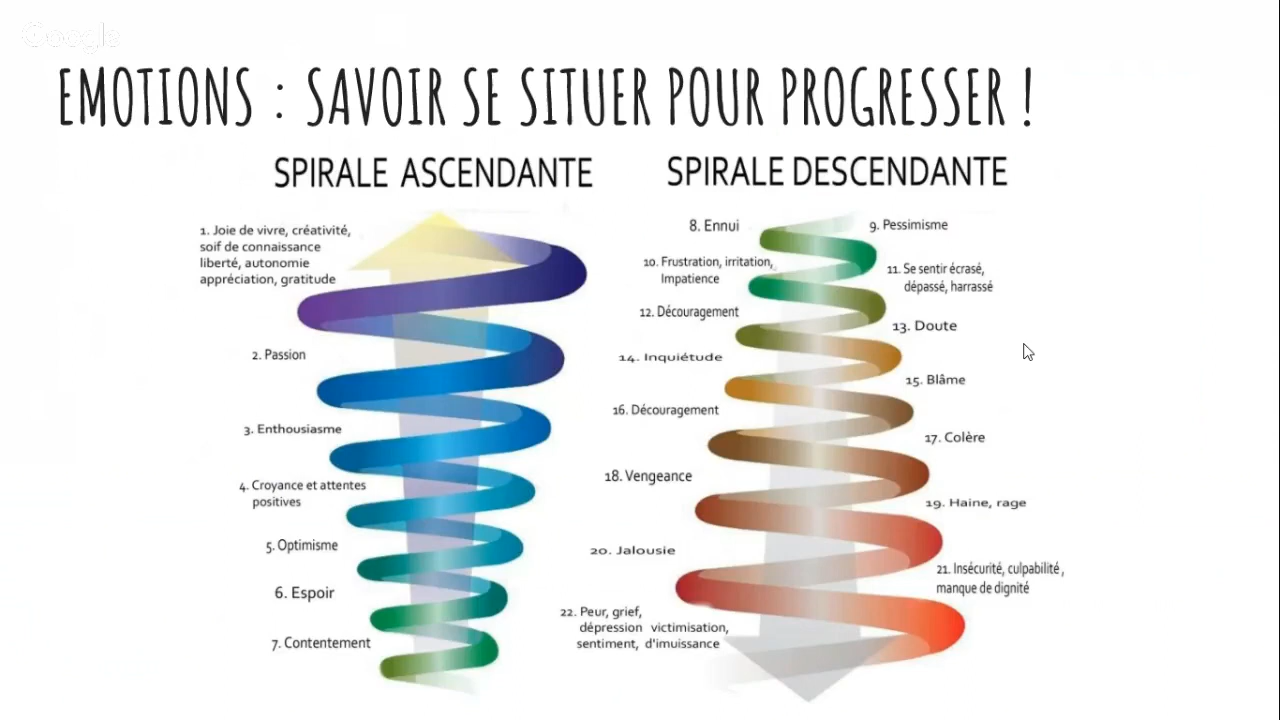 Google
EMOTIONS : SAVOIR SE SITUER POUR PROGRESSER !
SPIRALE ASCENDANTE
1. Joie de vivre, créativité,
soif de connaissance
liberté, autonomie
appréciation, gratitude
2. Passion
3. Enthousiasme
4. Croyance et attentes
positives
5. Optimisme
6. Espoir
7. Contentement
SPIRALE DESCENDANTE
8. Ennui
9. Pessimisme
10. Frustration, irritation,
Impatience
11. Se sentir écrasé,
dépassé, harrassé
12. Découragement
13. Doute
14. Inquiétude
15. Blâme
16. Découragement
17. Colère
18. Vengeance
19. Haine, rage
20. Jalousie
21. Insécurité, culpabilité,
manque de dignité
22. Peur, grief,
dépression victimisation,
sentiment, d'imuissance